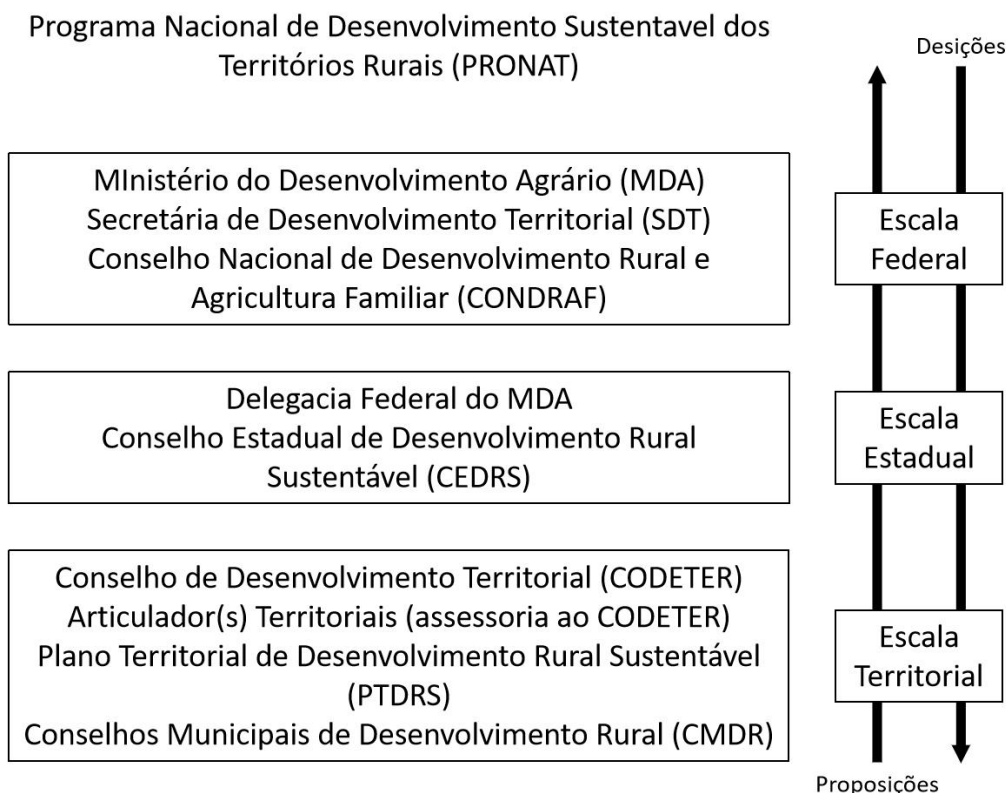 Programa Nacional de Desenvolvimento Sustentavel dos
Territórios Rurais (PRONAT)
Desições
MInistério do Desenvolvimento Agrário (MDA)
Secretária de Desenvolvimento Territorial (SDT)
Conselho Nacional de Desenvolvimento Rural e
Agricultura Familiar (CONDRAF)
Escala
Federal
Delegacia Federal do MDA
Conselho Estadual de Desenvolvimento Rural
Sustentável (CEDRS)
Escala
Estadual
Conselho de Desenvolvimento Territorial (CODETER)
Articulador(s) Territoriais (assessoria ao CODETER)
Plano Territorial de Desenvolvimento Rural Sustentável
(PTDRS)
Conselhos Municipais de Desenvolvimento Rural (CMDR)
Escala
Territorial
Proposições